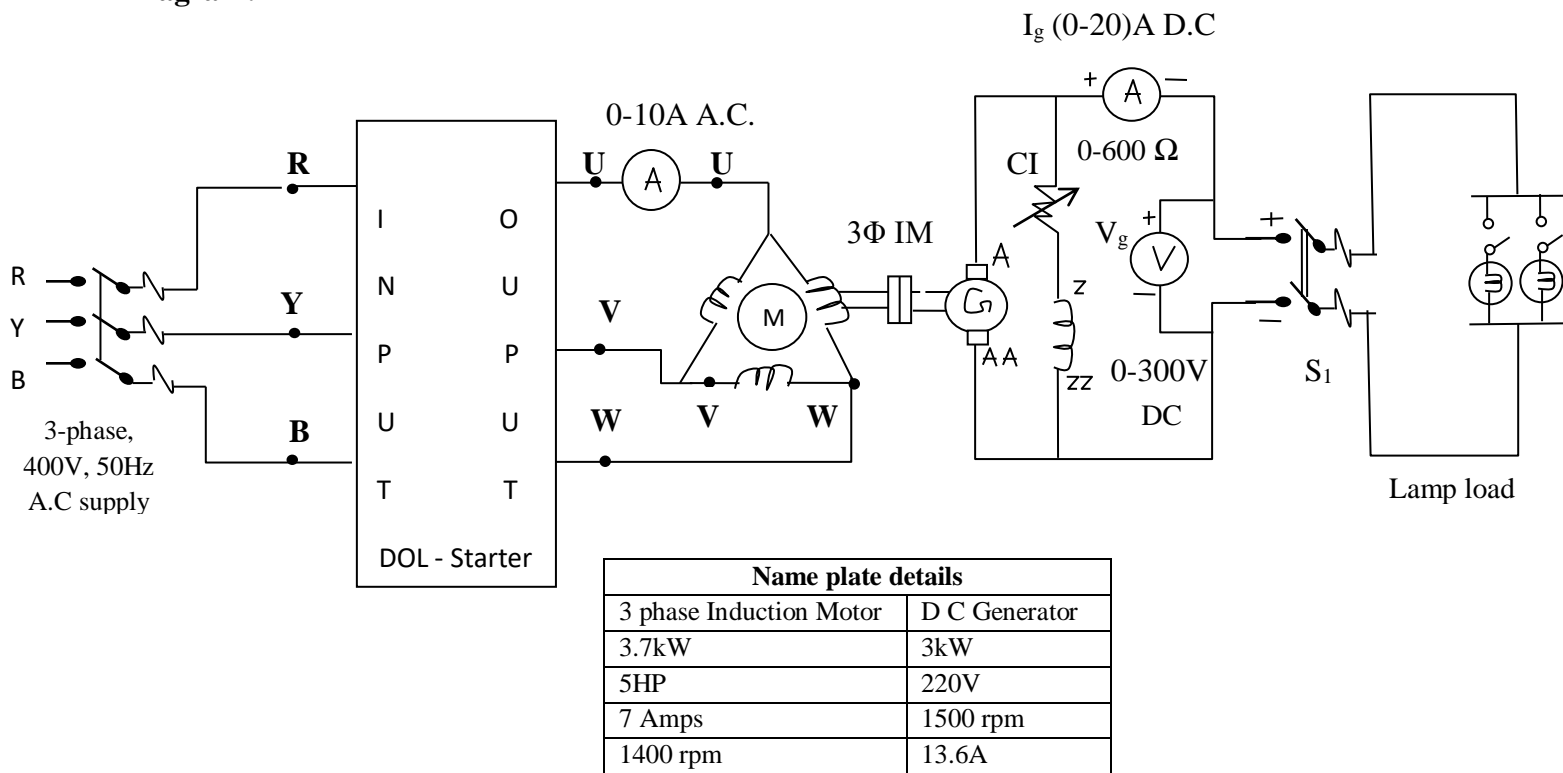 I_g (0-20)A D.C
0-10A A.C.
R
U
A
U
+ A −
0-600 Ω
CI
I N P U T
O U T P U T
3Φ IM
R
Y
B
Y
V
M
G
A
AA
Z
ZZ
V_g
+
V
−
+
−
0-300V
DC
S1
B
W
V
W
3-phase,
400V, 50Hz
A.C supply
Lamp load
DOL - Starter
Name plate details
3 phase Induction Motor D C Generator
3.7kW 3kW
5HP 220V
7 Amps 1500 rpm
1400 rpm 13.6A